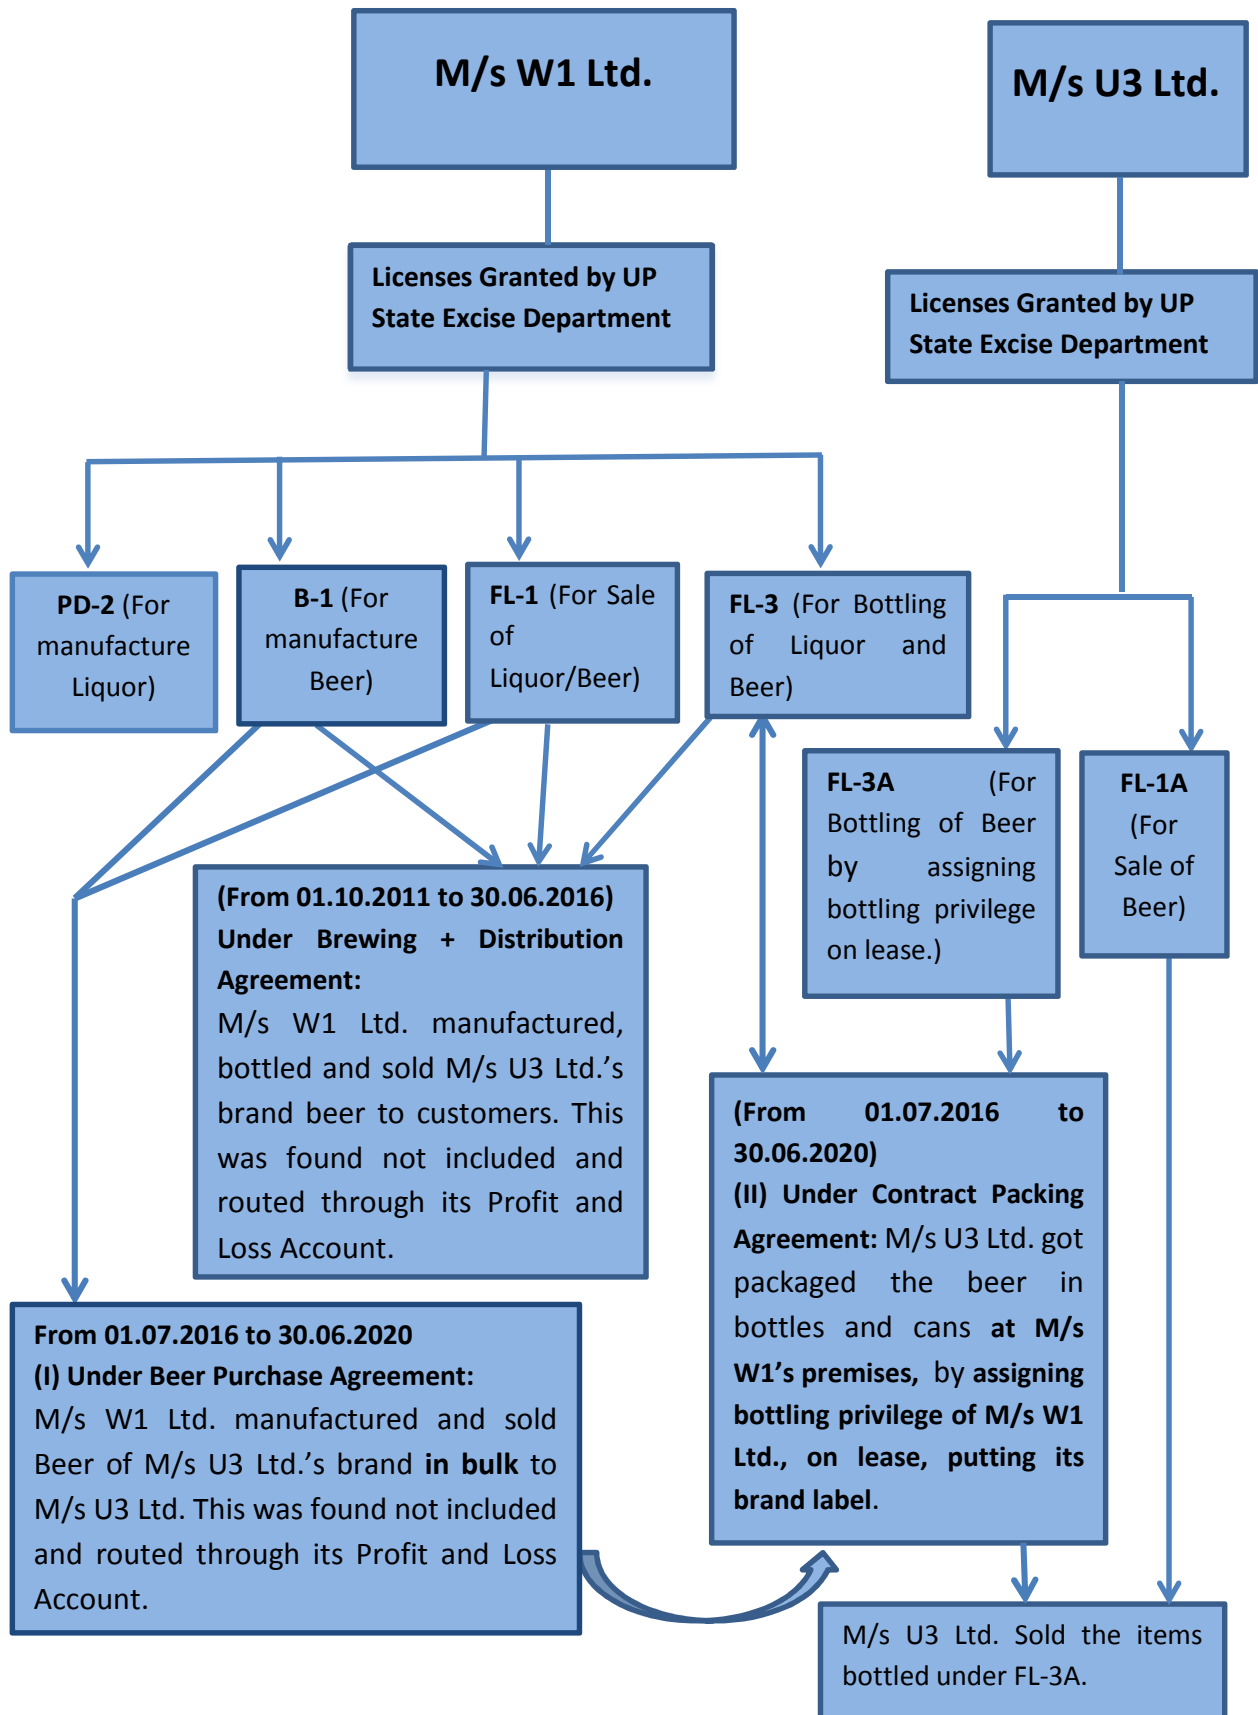 M/s W1 Ltd.
M/s U3 Ltd.
Licenses Granted by UP
State Excise Department
Licenses Granted by UP
State Excise Department
PD-2 (For
manufacture
Liquor)
B-1 (For
manufacture
Beer)
FL-1 (For Sale
of
Liquor/Beer)
FL-3 (For Bottling
of Liquor and
Beer)
FL-3A (For
Bottling of Beer
by assigning
bottling privilege
on lease.)
FL-1A
(For
Sale of
Beer)
(From 01.10.2011 to 30.06.2016)
Under Brewing + Distribution
Agreement:
M/s W1 Ltd. manufactured,
bottled and sold M/s U3 Ltd.’s
brand beer to customers. This
was found not included and
routed through its Profit and
Loss Account.
(From 01.07.2016 to
30.06.2020)
(II) Under Contract Packing
Agreement: M/s U3 Ltd. got
packaged the beer in
bottles and cans at M/s
W1’s premises, by assigning
bottling privilege of M/s W1
Ltd., on lease, putting its
brand label.
From 01.07.2016 to 30.06.2020
(I) Under Beer Purchase Agreement:
M/s W1 Ltd. manufactured and sold
Beer of M/s U3 Ltd.’s brand in bulk to
M/s U3 Ltd. This was found not included
and routed through its Profit and Loss
Account.
M/s U3 Ltd. Sold the items
bottled under FL-3A.